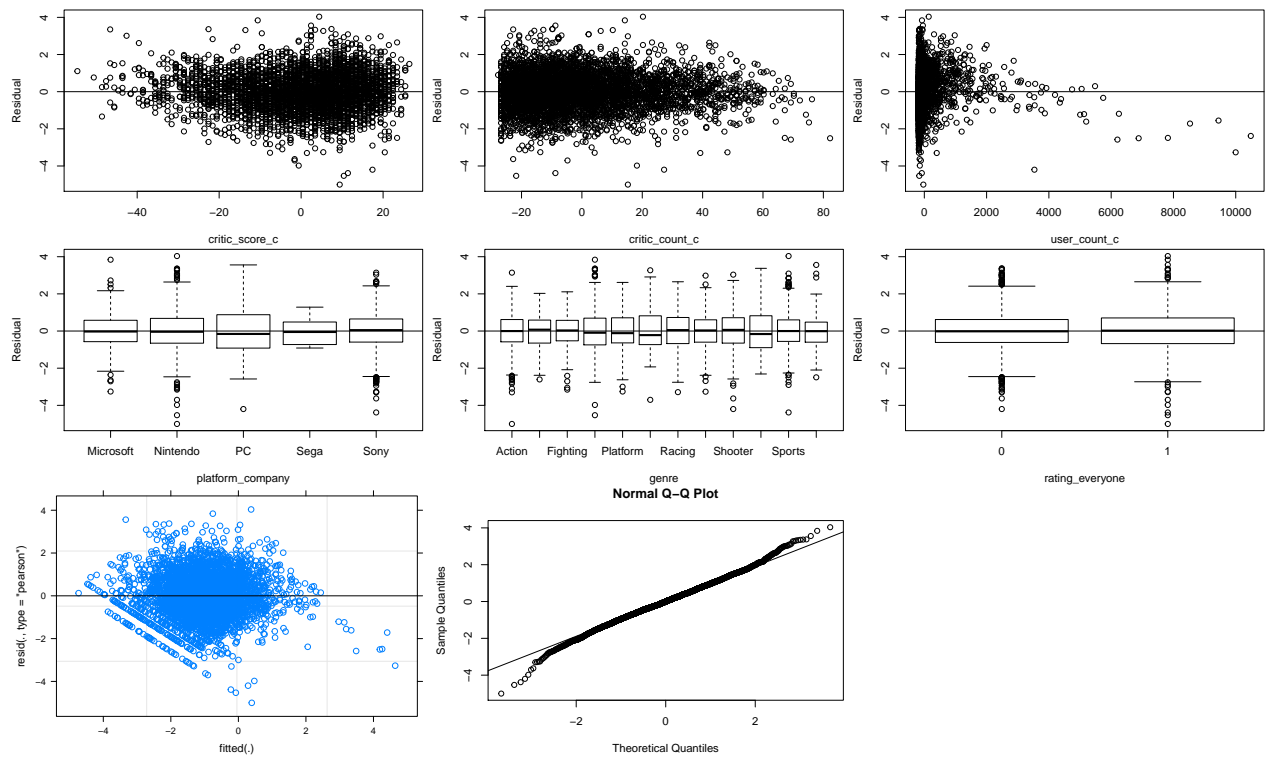 Residual
4
2
0
−2
−4
−40
−20
0
20
critic_score_c
Residual
4
2
0
−2
−4
−20
0
20
40
60
80
critic_count_c
Residual
4
2
0
−2
−4
0
2000
4000
6000
8000
10000
user_count_c
Residual
4
2
0
−2
−4
Microsoft
Nintendo
PC
Sega
Sony
platform_company
Residual
4
2
0
−2
−4
Action
Fighting
Platform
Racing
Shooter
Sports
genre
Residual
4
2
0
−2
−4
0
1
rating_everyone
resid(., type = "pearson")
4
2
0
−2
−4
−4
−2
0
2
4
fitted(.)
Normal Q−Q Plot
Sample Quantiles
4
2
0
−2
−4
−2
0
2
Theoretical Quantiles